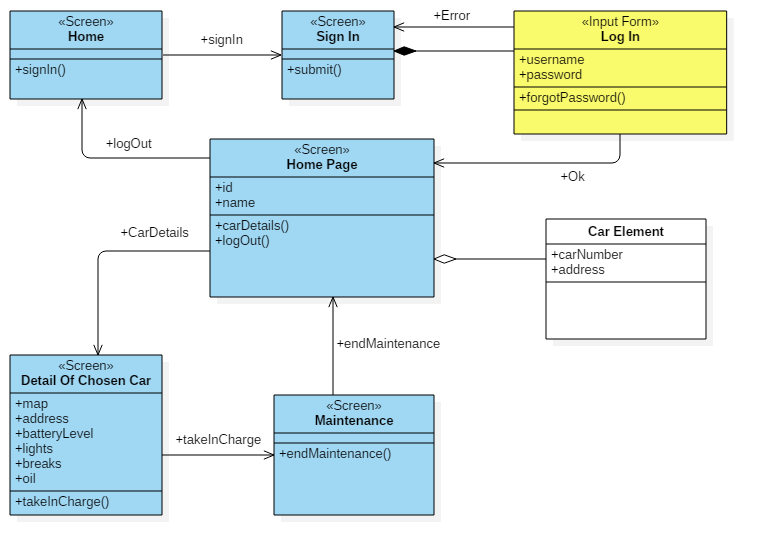 «Screen»
Home
+signIn()
+signIn
«Screen»
Sign In
+submit()
+Error
«Input Form»
Log In
+username
+password
+forgotPassword()
+logOut
«Screen»
Home Page
+id
+name
+carDetails()
+logOut()
+Ok
+CarDetails
Car Element
+carNumber
+address
+endMaintenance
«Screen»
Detail Of Chosen Car
+map
+address
+batteryLevel
+lights
+breaks
+oil
+takeInCharge()
+takeInCharge
«Screen»
Maintenance
+endMaintenance()